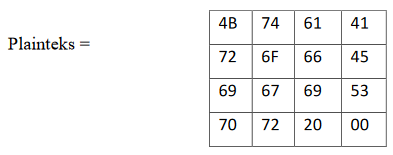 Plainteks =
4B 74 61 41
72 6F 66 45
69 67 69 53
70 72 20 00